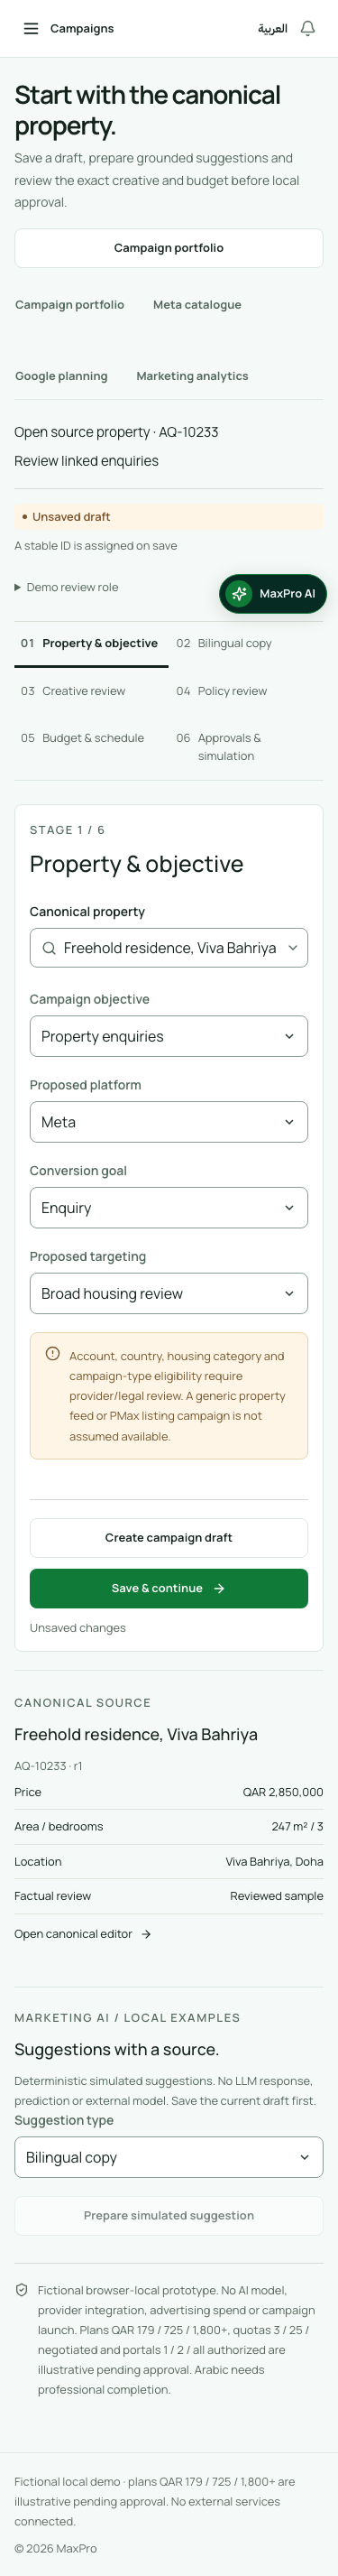 Campaigns
العربية
Start with the canonical
property.
Save a draft, prepare grounded suggestions and
review the exact creative and budget before local
approval.
Campaign portfolio
Campaign portfolio Meta catalogue
Google planning Marketing analytics
Open source property · AQ-10233
Review linked enquiries
Unsaved draft
A stable ID is assigned on save
Demo review role
MaxPro AI
01 Property & objective 02 Bilingual copy
03 Creative review 04 Policy review
05 Budget & schedule 06 Approvals &
simulation
STAGE 1 / 6
Property & objective
Canonical property
Freehold residence, Viva Bahriya
Campaign objective
Property enquiries
Proposed platform
Meta
Conversion goal
Enquiry
Proposed targeting
Broad housing review
Account, country, housing category and
campaign-type eligibility require
provider/legal review. A generic property
feed or PMax listing campaign is not
assumed available.
Create campaign draft
Save & continue
Unsaved changes
CANONICAL SOURCE
Freehold residence, Viva Bahriya
AQ-10233 · r1
Price QAR 2,850,000
Area / bedrooms 247 m² / 3
Location Viva Bahriya, Doha
Factual review Reviewed sample
Open canonical editor
MARKETING AI / LOCAL EXAMPLES
Suggestions with a source.
Deterministic simulated suggestions. No LLM response,
prediction or external model. Save the current draft first.
Suggestion type
Bilingual copy
Prepare simulated suggestion
Fictional browser-local prototype. No AI model,
provider integration, advertising spend or campaign
launch. Plans QAR 179 / 725 / 1,800+, quotas 3 / 25 /
negotiated and portals 1 / 2 / all authorized are
illustrative pending approval. Arabic needs
professional completion.
Fictional local demo · plans QAR 179 / 725 / 1,800+ are
illustrative pending approval. No external services
connected.
© 2026 MaxPro